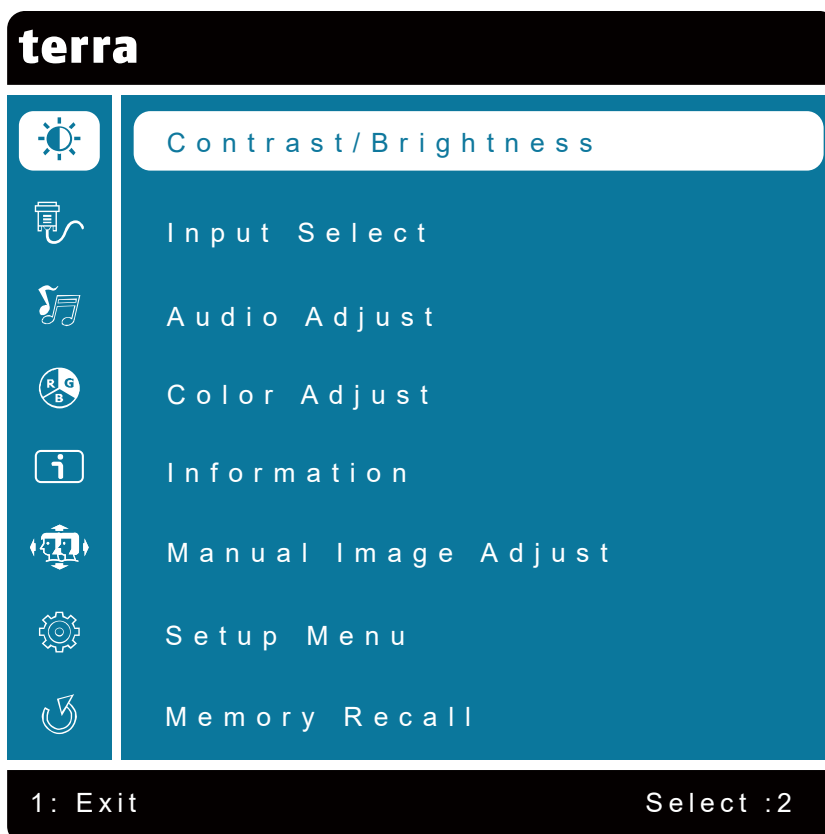 terra
Contrast/Brightness
Input Select
Audio Adjust
R G B
Color Adjust
i
Information
Manual Image Adjust
Setup Menu
Memory Recall
1: Exit Select :2